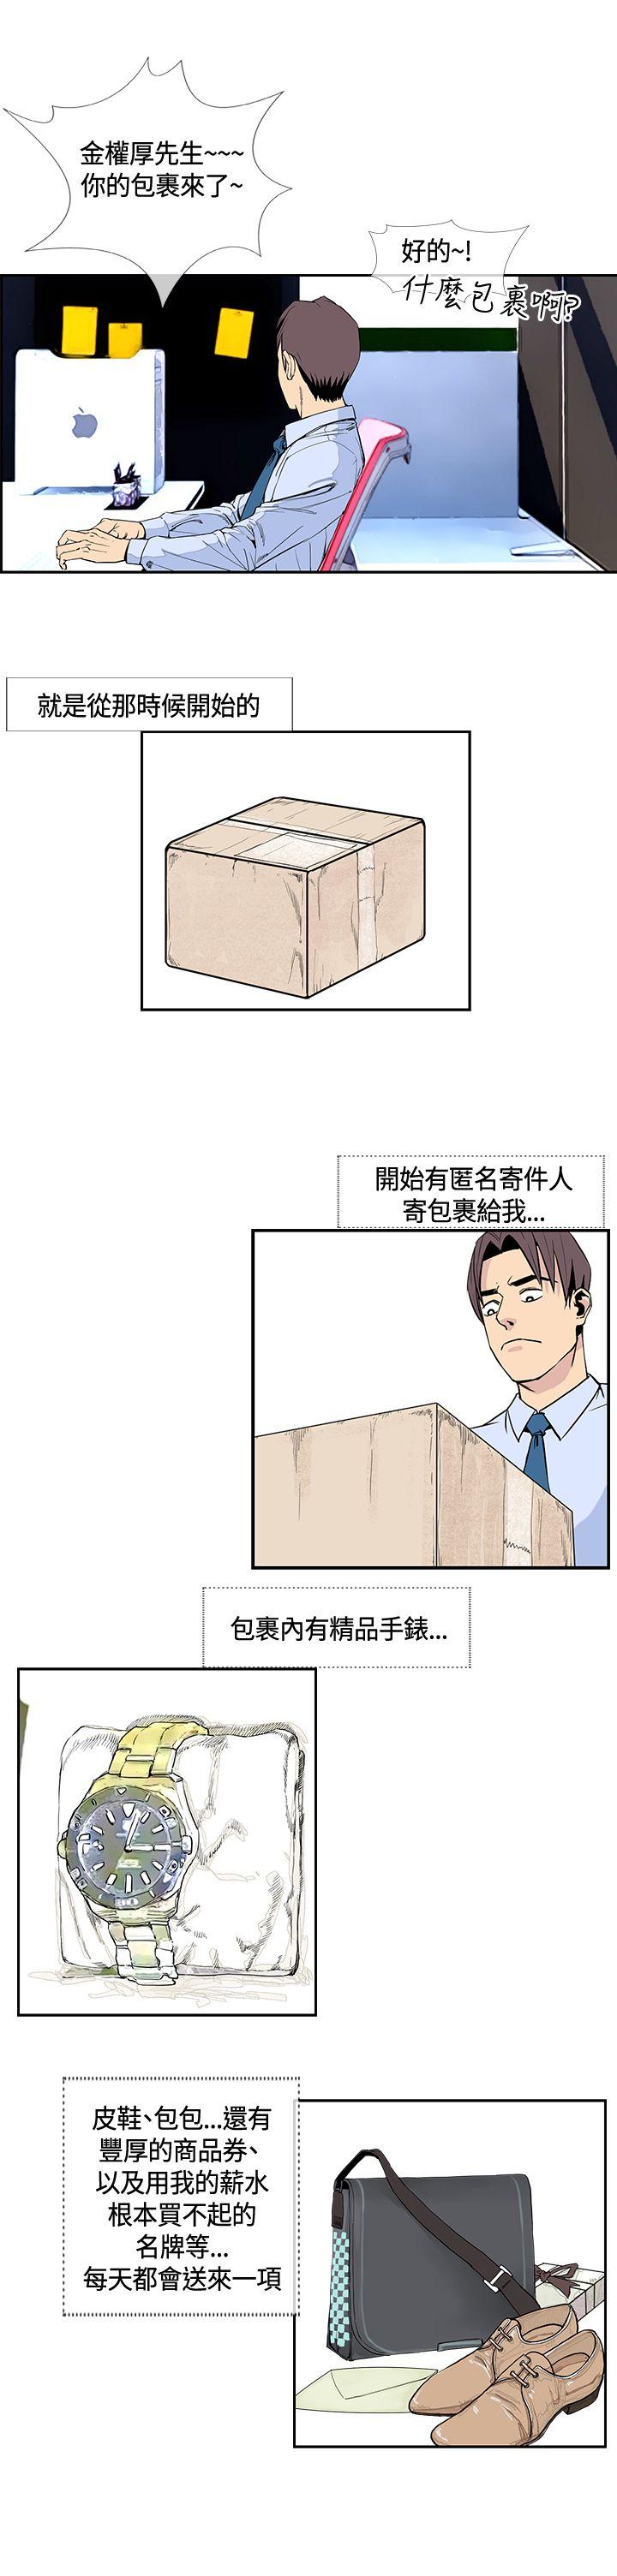 金權厚先生~~~
你的包裹來了~
好的~!
什麼包裹啊?
就是從那時候開始的
開始有匿名寄件人
寄包裹給我...
包裹內有精品手錶...
皮鞋、包包...還有
豐厚的商品券、
以及用我的薪水
根本買不起的
名牌等...
每天都會送來一項